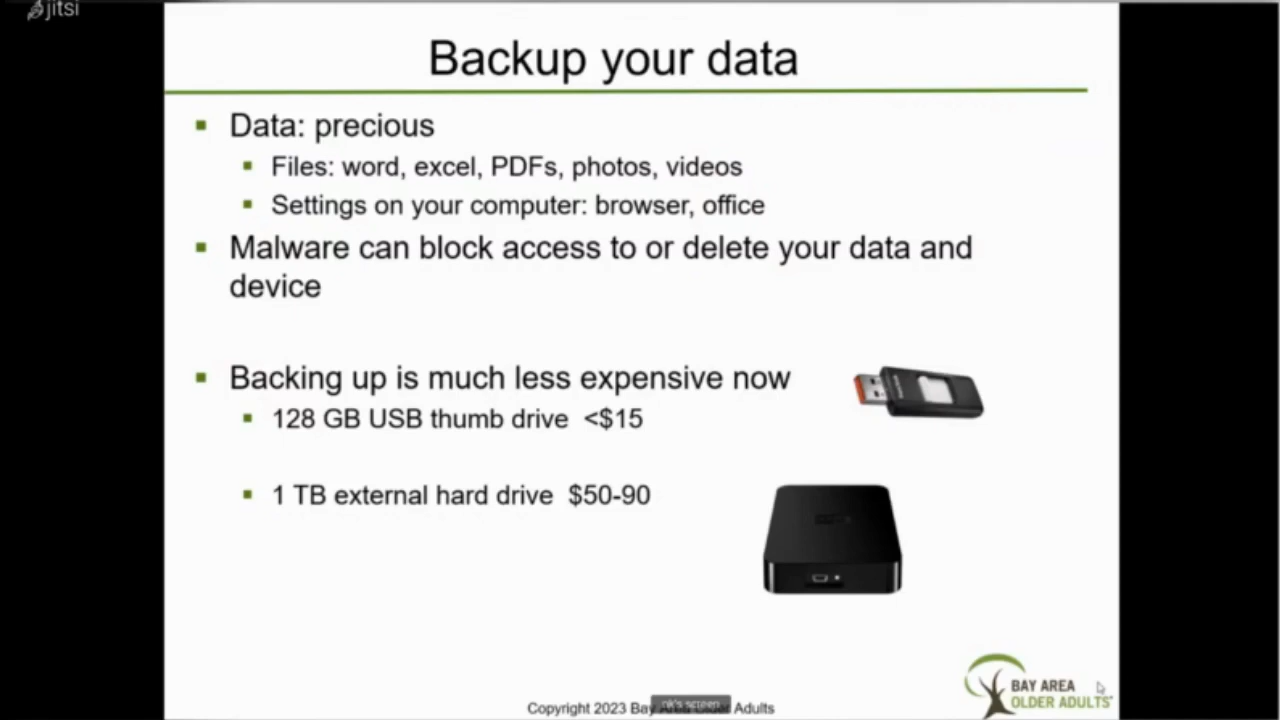 jitsi
Backup your data
Data: precious
Files: word, excel, PDFs, photos, videos
Settings on your computer: browser, office
Malware can block access to or delete your data and
device
Backing up is much less expensive now
128 GB USB thumb drive <$15
1 TB external hard drive $50-90
BAY AREA
OLDER ADULTS
Copyright 2023 Bay Area Older Adults